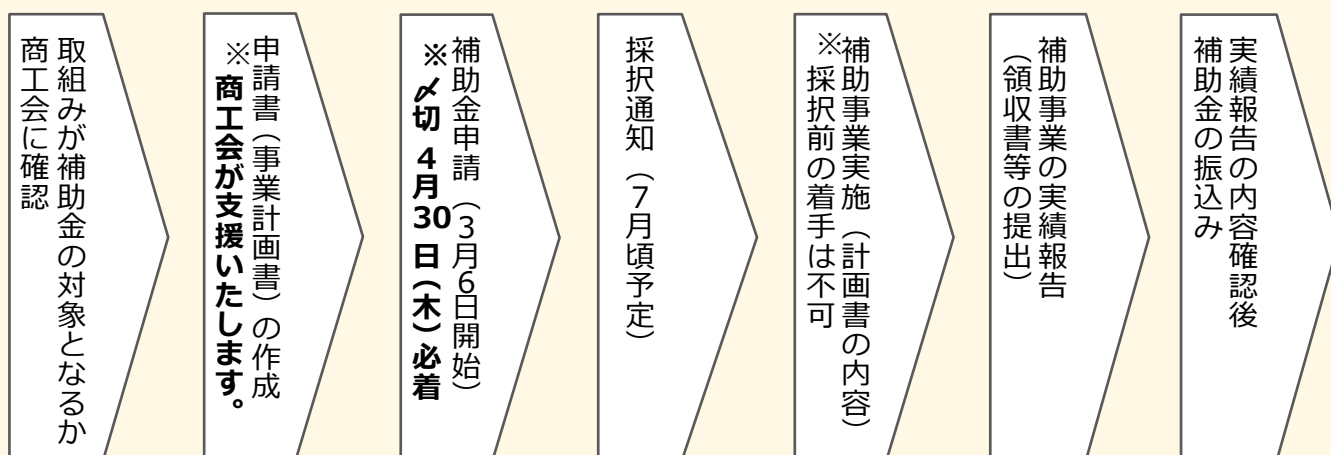 取組みが補助金の対象となるか
商工会に確認
申請書（事業計画書）の作成
※商工会が支援いたします。
補助金申請（3月6日開始）
※〆切 4月30日(木)必着
採択通知（7月頃予定）
補助事業実施（計画書の内容）
※採択前の着手は不可
補助事業の実績報告
（領収書等の提出）
実績報告の内容確認後
補助金の振込み